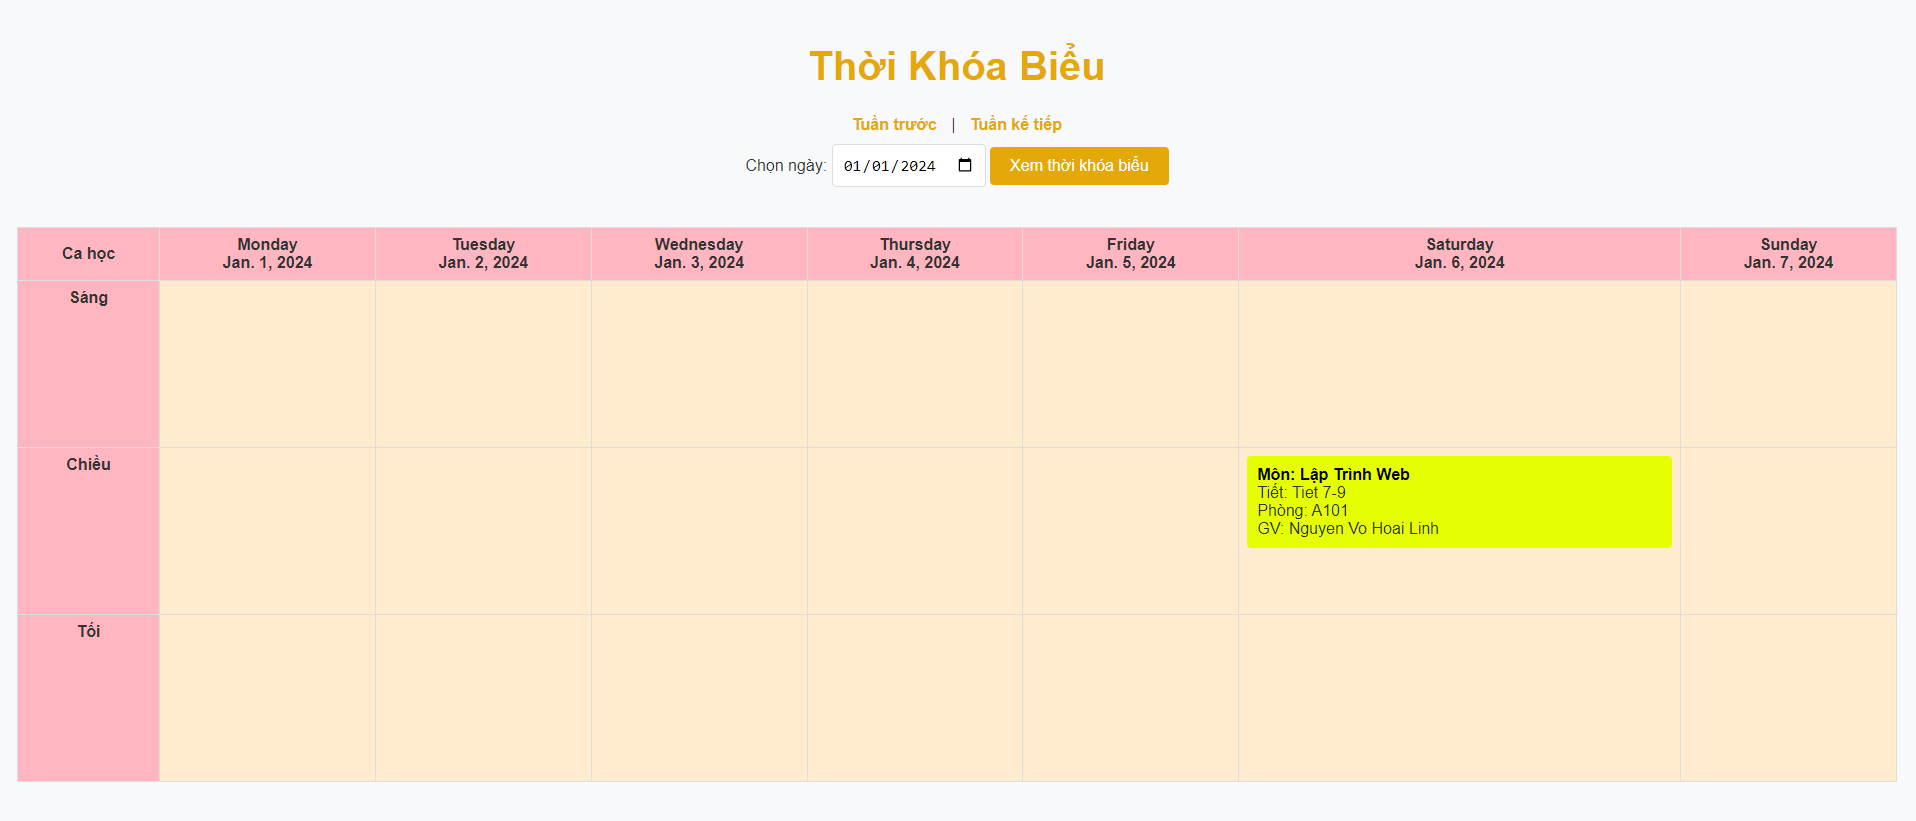 Thời Khóa Biểu
Tuần trước | Tuần kế tiếp
Chọn ngày: 01/01/2024 Xem thời khóa biểu
Ca học
Monday
Jan. 1, 2024
Tuesday
Jan. 2, 2024
Wednesday
Jan. 3, 2024
Thursday
Jan. 4, 2024
Friday
Jan. 5, 2024
Saturday
Jan. 6, 2024
Sunday
Jan. 7, 2024
Sáng
Chiều
Môn: Lập Trình Web
Tiết: Tiet 7-9
Phòng: A101
GV: Nguyen Vo Hoai Linh
Tối